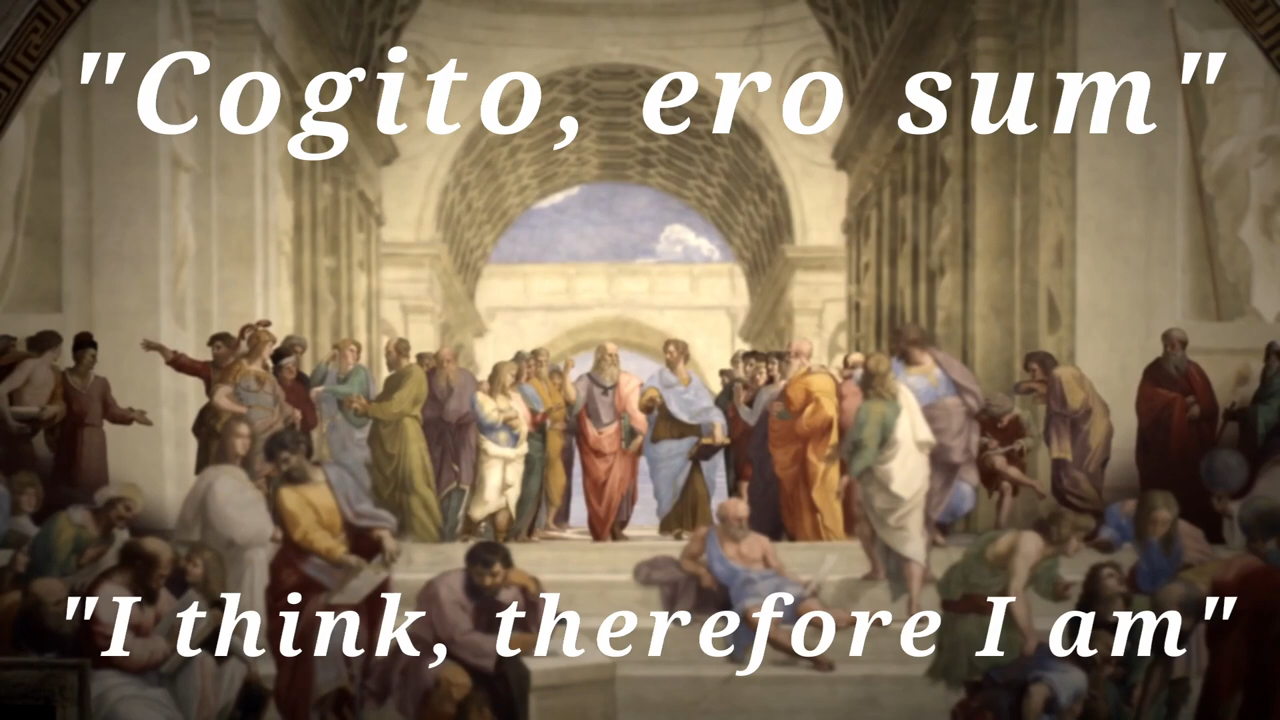 "Cogito, ero sum"
"I think, therefore I am"